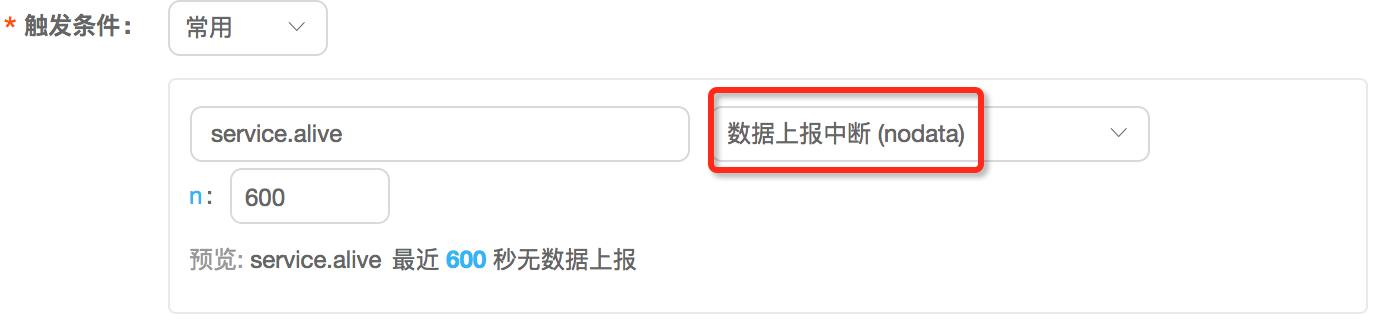 * 触发条件： 常用
service.alive 数据上报中断 (nodata)
n： 600
预览: service.alive 最近 600 秒无数据上报